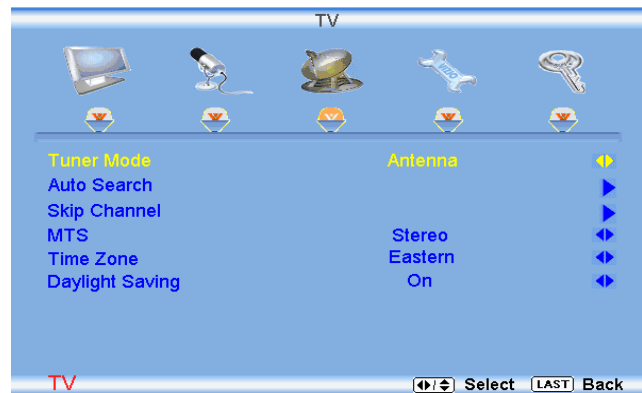 TV
Tuner Mode Antenna
Auto Search
Skip Channel
MTS Stereo
Time Zone Eastern
Daylight Saving On
TV Select LAST Back